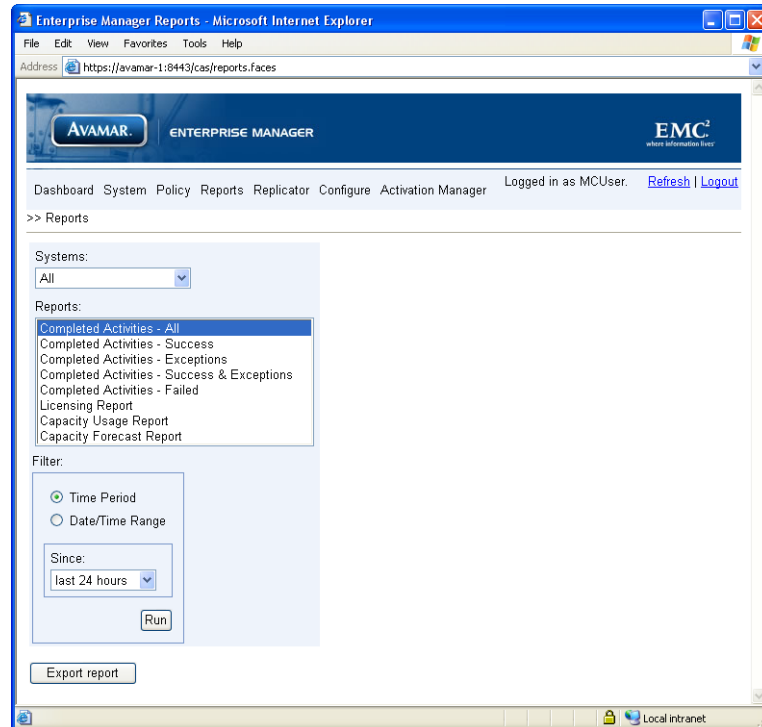 Enterprise Manager Reports - Microsoft Internet Explorer
File Edit View Favorites Tools Help
Address https://avamar-1:8443/cas/reports.faces
AVAMAR. ENTERPRISE MANAGER
EMC²
where information lives®
Dashboard System Policy Reports Replicator Configure Activation Manager Logged in as MCUser. Refresh | Logout
>> Reports
Systems:
All
Reports:
Completed Activities - All
Completed Activities - Success
Completed Activities - Exceptions
Completed Activities - Success & Exceptions
Completed Activities - Failed
Licensing Report
Capacity Usage Report
Capacity Forecast Report
Filter:
Time Period
Date/Time Range
Since:
last 24 hours
Run
Export report
Local intranet